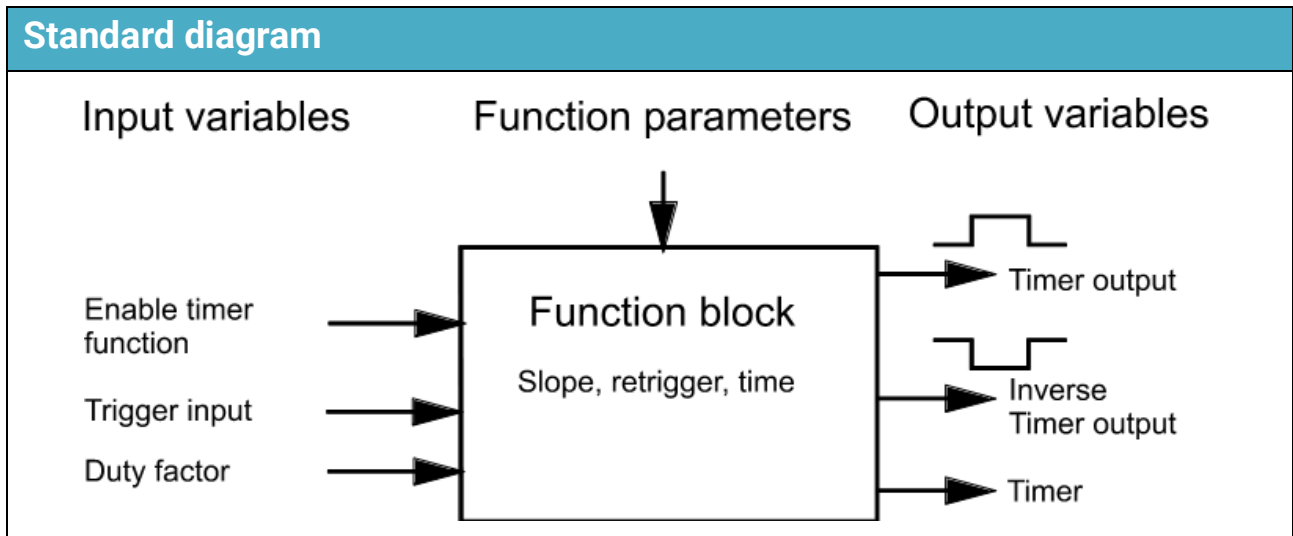 Standard diagram
Input variables
Function parameters
Output variables
Enable timer
function
Trigger input
Duty factor
Function block
Slope, retrigger, time
Timer output
Inverse
Timer output
Timer